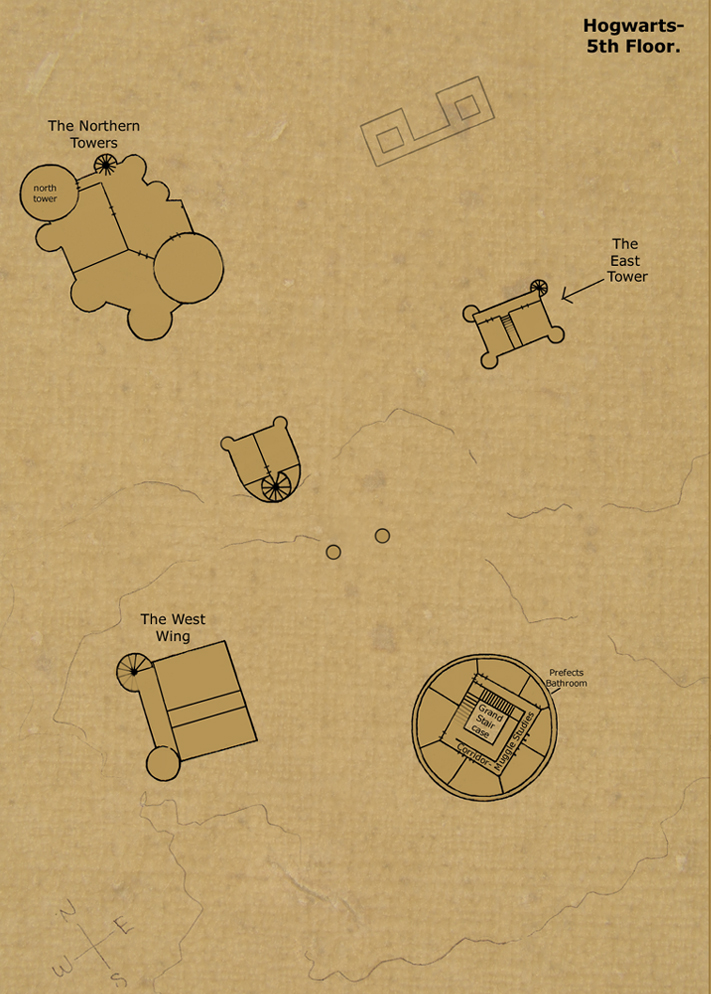 Hogwarts-
5th Floor.
The Northern
Towers
north
tower
The
East
Tower
The West
Wing
Prefects
Bathroom
Grand
Stair
case
Corridor-
Muggle Studies
N
E
W
S